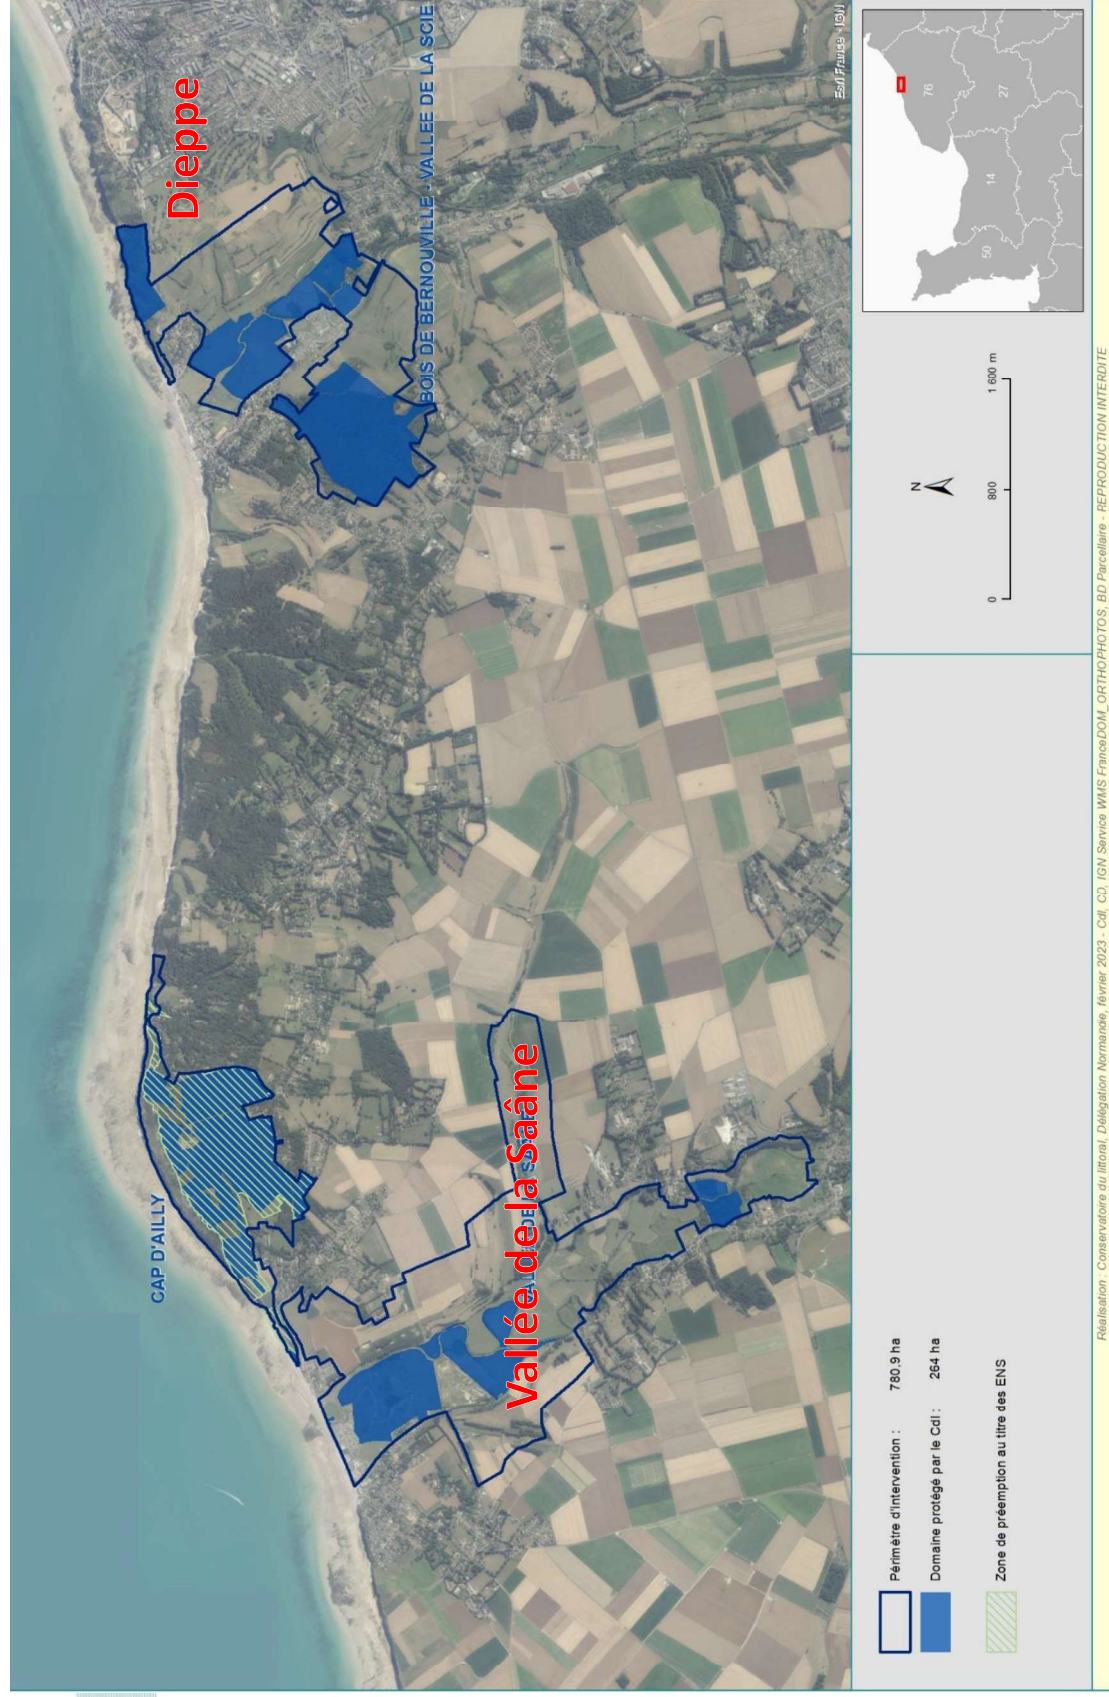 Dieppe
BOIS DE BERNOUVILLE - VALLEE DE LA SCIE
CAP D'AILLY
Vallée de la Saâne
Esri France - IGN
Périmètre d'intervention : 780,9 ha
Domaine protégé par le Cdl : 264 ha
Zone de préemption au titre des ENS
N
0 800 1 600 m
76
27
14
50
Réalisation : Conservatoire du littoral, Délégation Normandie, février 2023 - Cdl, CD, IGN Service WMS FranceDOM_ORTHOPHOTOS, BD Parcellaire - REPRODUCTION INTERDITE